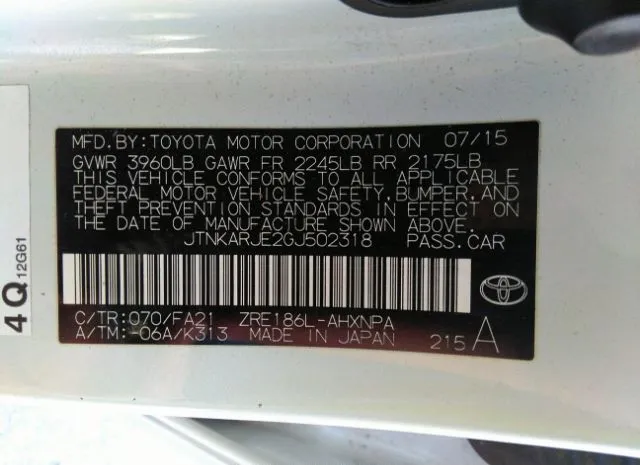 MFD.BY:TOYOTA MOTOR CORPORATION 07/15
GVWR 3960LB GAWR FR 2245LB RR 2175LB
THIS VEHICLE CONFORMS TO ALL APPLICABLE
FEDERAL MOTOR VEHICLE SAFETY,BUMPER,AND
THEFT PREVENTION STANDARDS IN EFFECT ON
THE DATE OF MANUFACTURE SHOWN ABOVE.
JTNKARJE2GJ502318 PASS.CAR
C/TR:070/FA21 ZRE186L-AHXNPA
A/TM:-06A/K313 MADE IN JAPAN 215 A
4Q 12G61